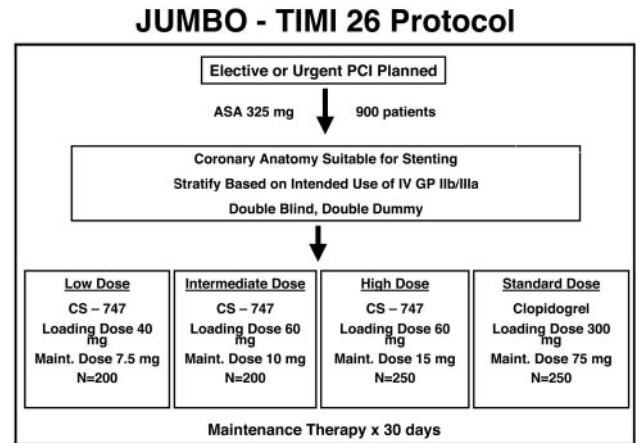 JUMBO - TIMI 26 Protocol
Elective or Urgent PCI Planned
ASA 325 mg 900 patients
Coronary Anatomy Suitable for Stenting
Stratify Based on Intended Use of IV GP IIb/IIIa
Double Blind, Double Dummy
Low Dose
CS – 747
Loading Dose 40
mg
Maint. Dose 7.5 mg
N=200
Intermediate Dose
CS – 747
Loading Dose 60
mg
Maint. Dose 10 mg
N=200
High Dose
CS – 747
Loading Dose 60
mg
Maint. Dose 15 mg
N=250
Standard Dose
Clopidogrel
Loading Dose 300
mg
Maint. Dose 75 mg
N=250
Maintenance Therapy x 30 days